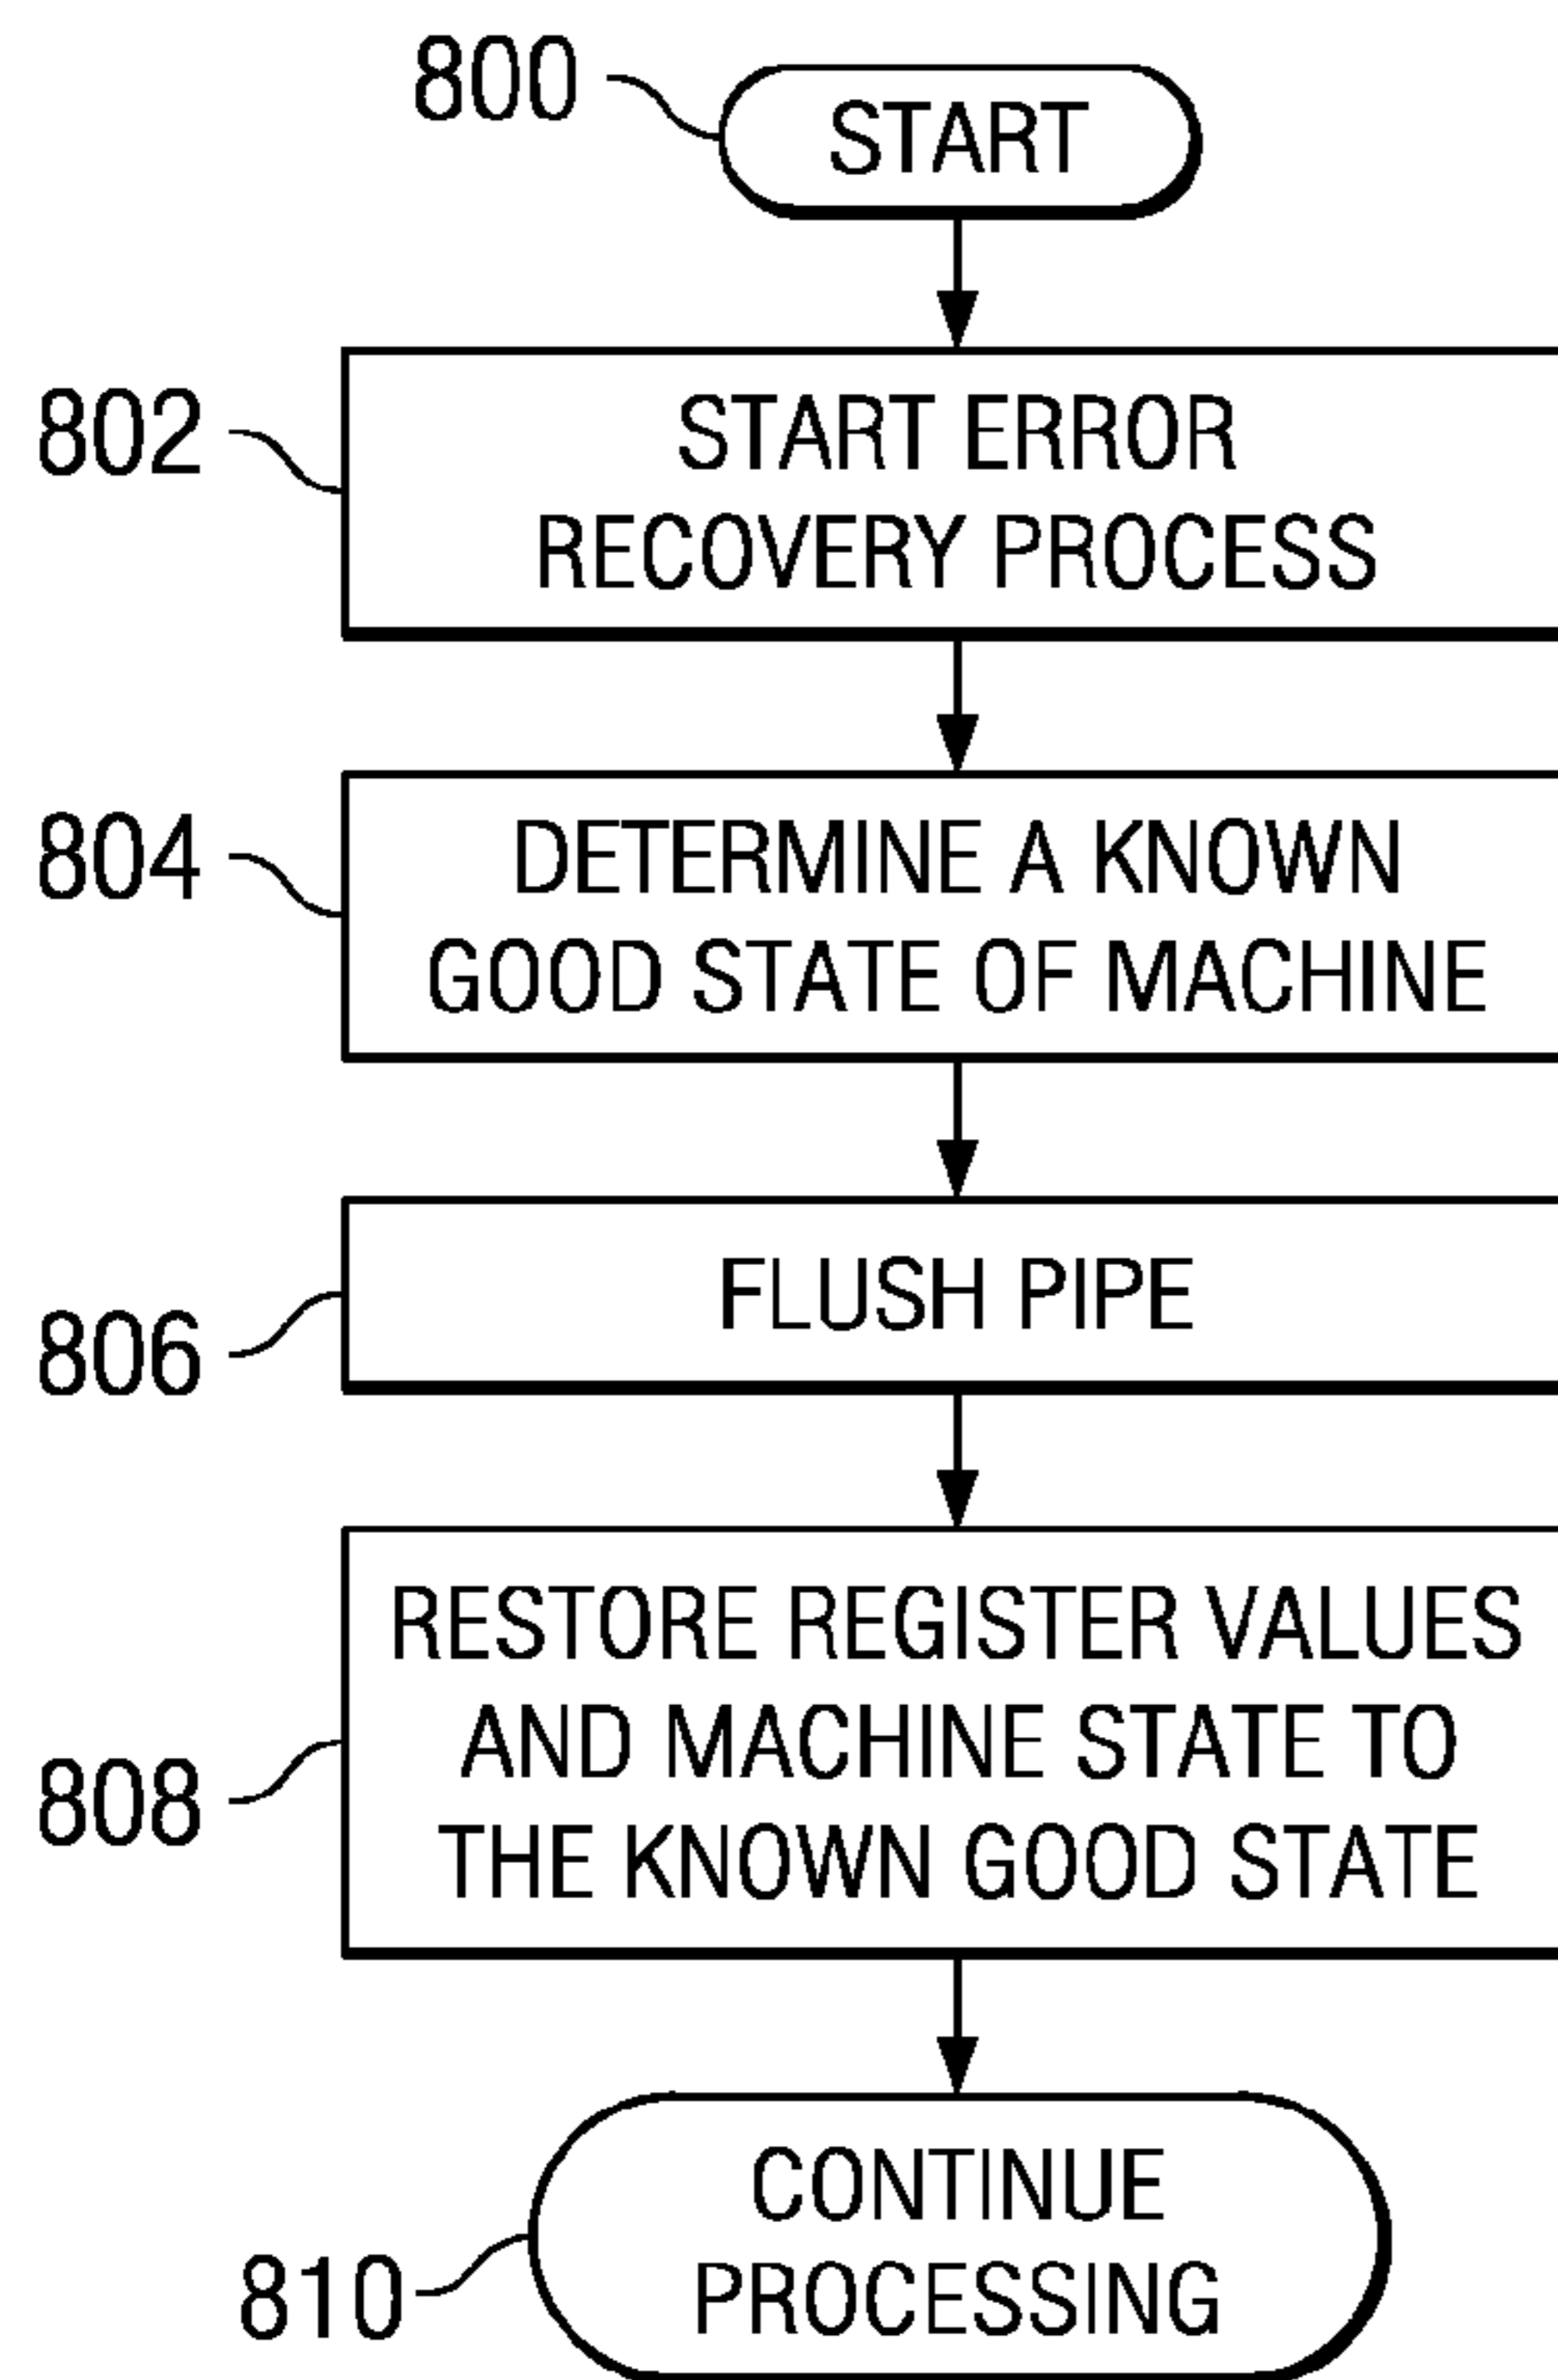 800
START
802
START ERROR
RECOVERY PROCESS
804
DETERMINE A KNOWN
GOOD STATE OF MACHINE
806
FLUSH PIPE
808
RESTORE REGISTER VALUES
AND MACHINE STATE TO
THE KNOWN GOOD STATE
810
CONTINUE
PROCESSING